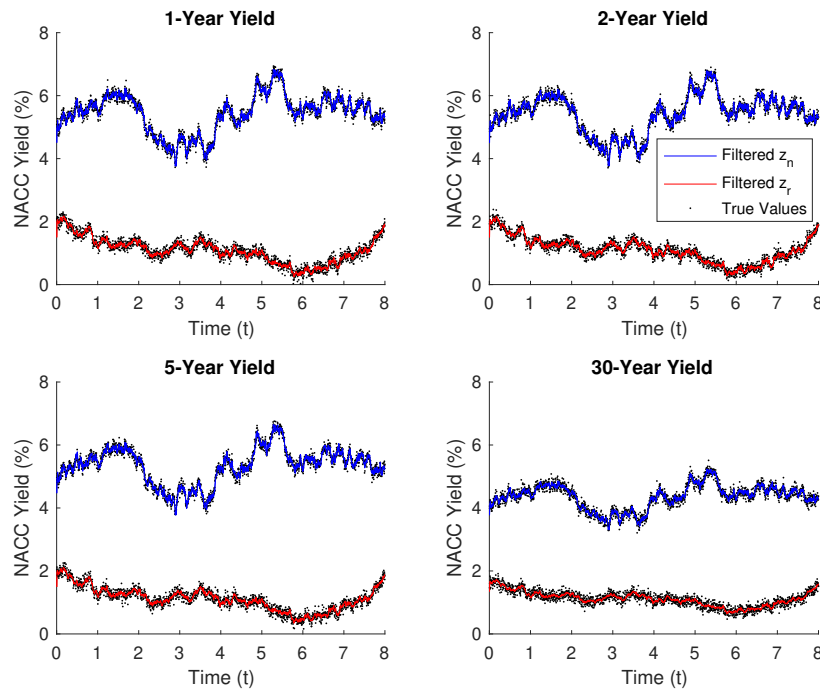 1-Year Yield
8
6
4
2
0
NACC Yield (%)
0 1 2 3 4 5 6 7 8
Time (t)
2-Year Yield
8
6
4
2
0
NACC Yield (%)
Filtered z_n
Filtered z_r
True Values
0 1 2 3 4 5 6 7 8
Time (t)
5-Year Yield
8
6
4
2
0
NACC Yield (%)
0 1 2 3 4 5 6 7 8
Time (t)
30-Year Yield
8
6
4
2
0
NACC Yield (%)
0 1 2 3 4 5 6 7 8
Time (t)